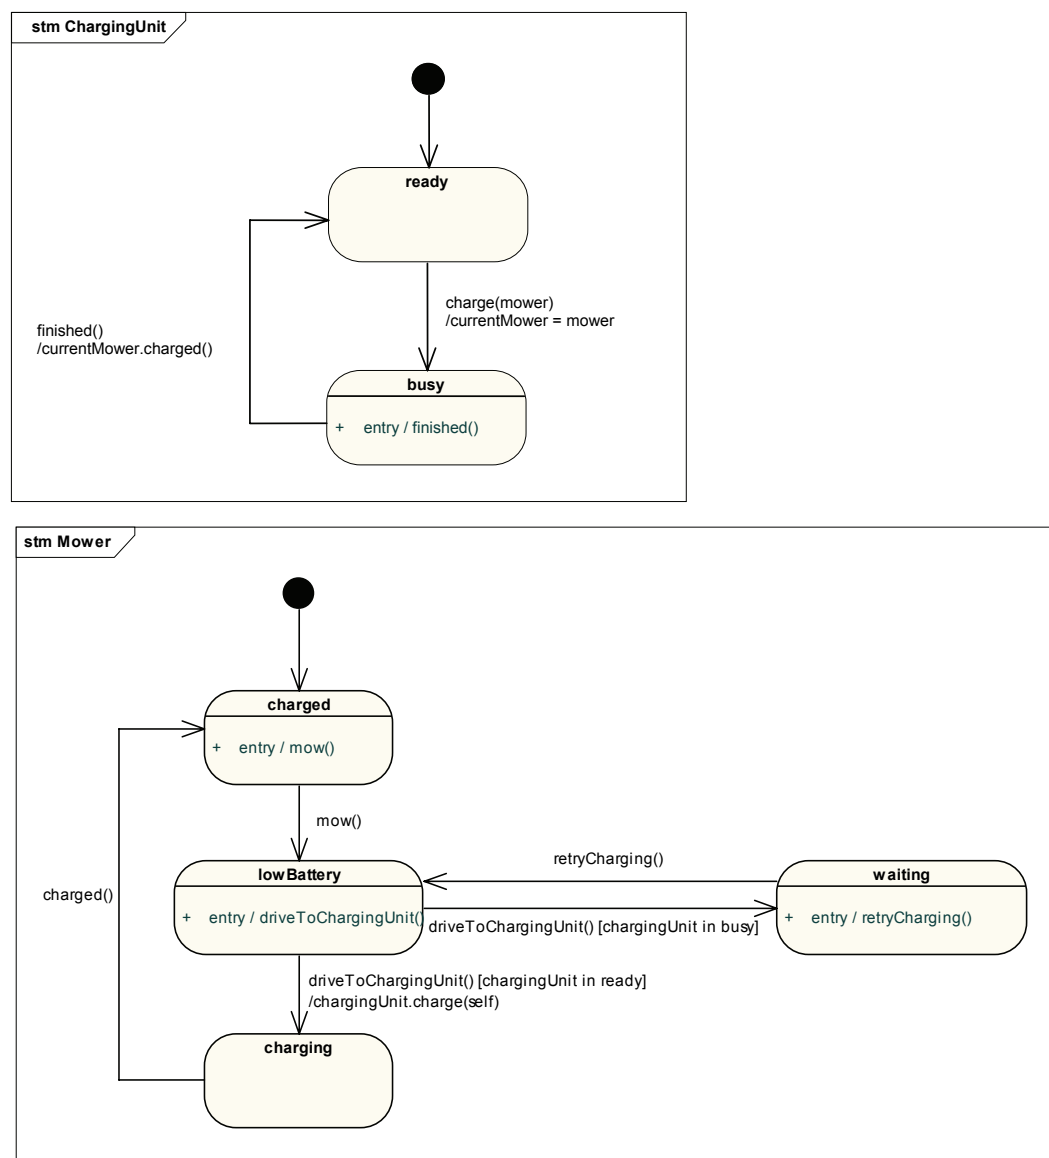 stm ChargingUnit
ready
charge(mower)
/currentMower = mower
finished()
/currentMower.charged()
busy
+ entry / finished()
stm Mower
charged
+ entry / mow()
mow()
retryCharging()
lowBattery
waiting
charged()
+ entry / driveToChargingUnit()
driveToChargingUnit() [chargingUnit in busy]
+ entry / retryCharging()
driveToChargingUnit() [chargingUnit in ready]
/chargingUnit.charge(self)
charging